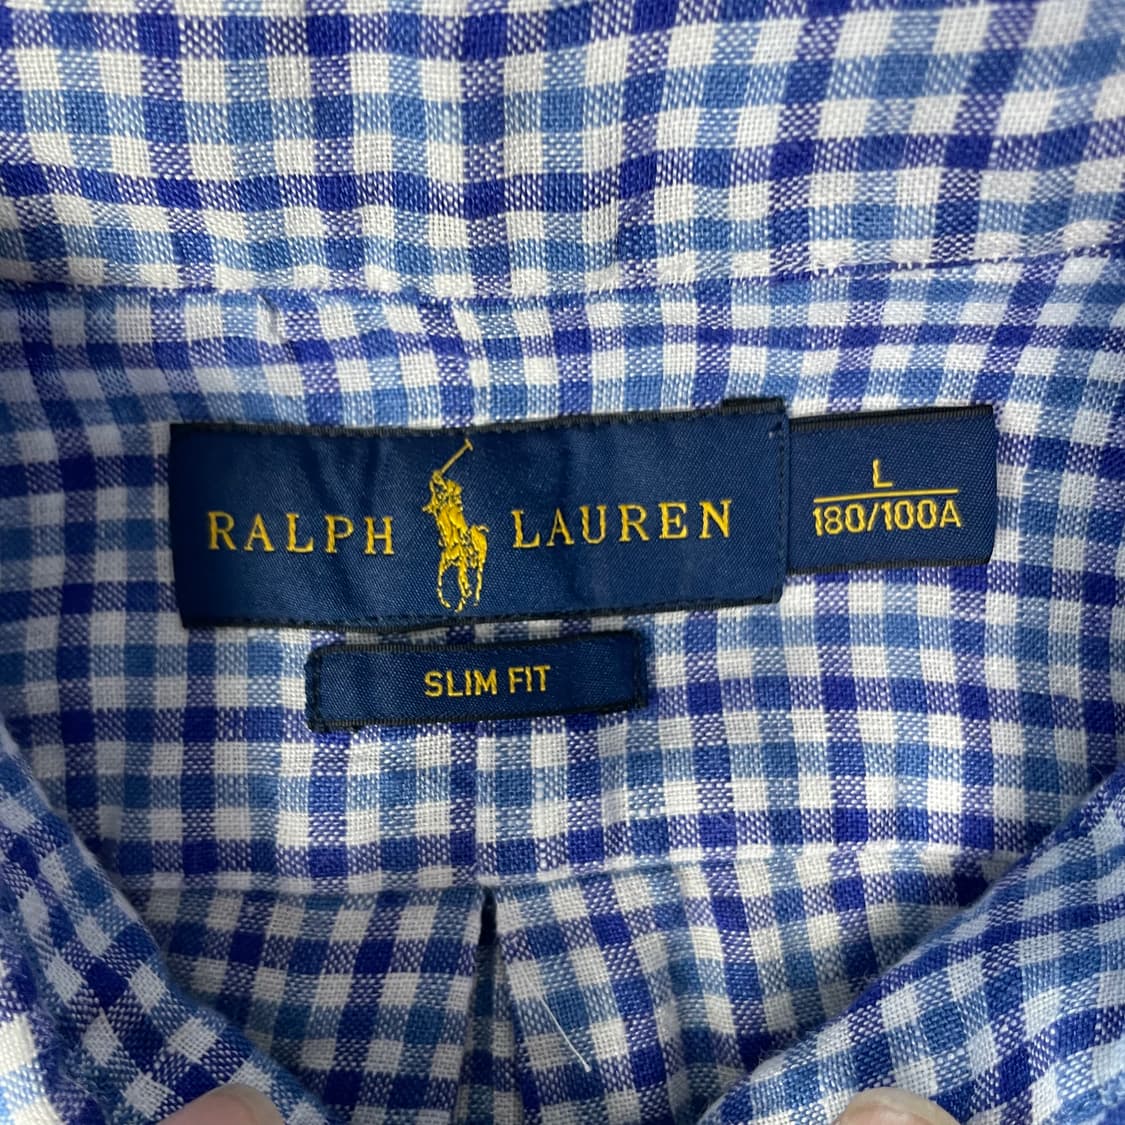 RALPH LAUREN
L
180/100A
SLIM FIT